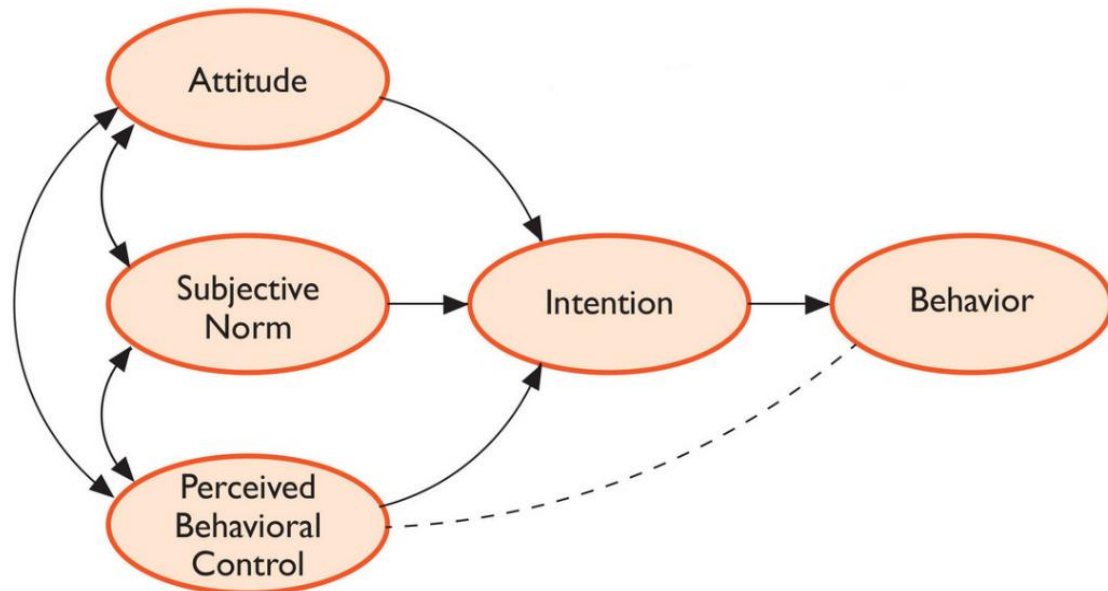 Attitude
Subjective
Norm
Intention
Behavior
Perceived
Behavioral
Control